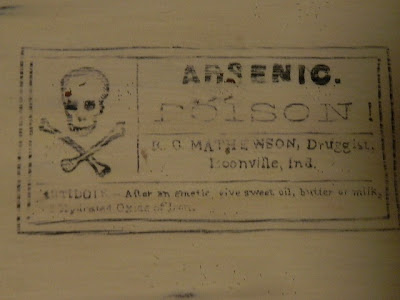 ARSENIC.
POISON!
R. C. MATHEWSON, Druggist,
Boonville, Ind.
ANTIDOTE – After an emetic, give sweet oil, butter or milk,
Hydrated Oxide of Iron.